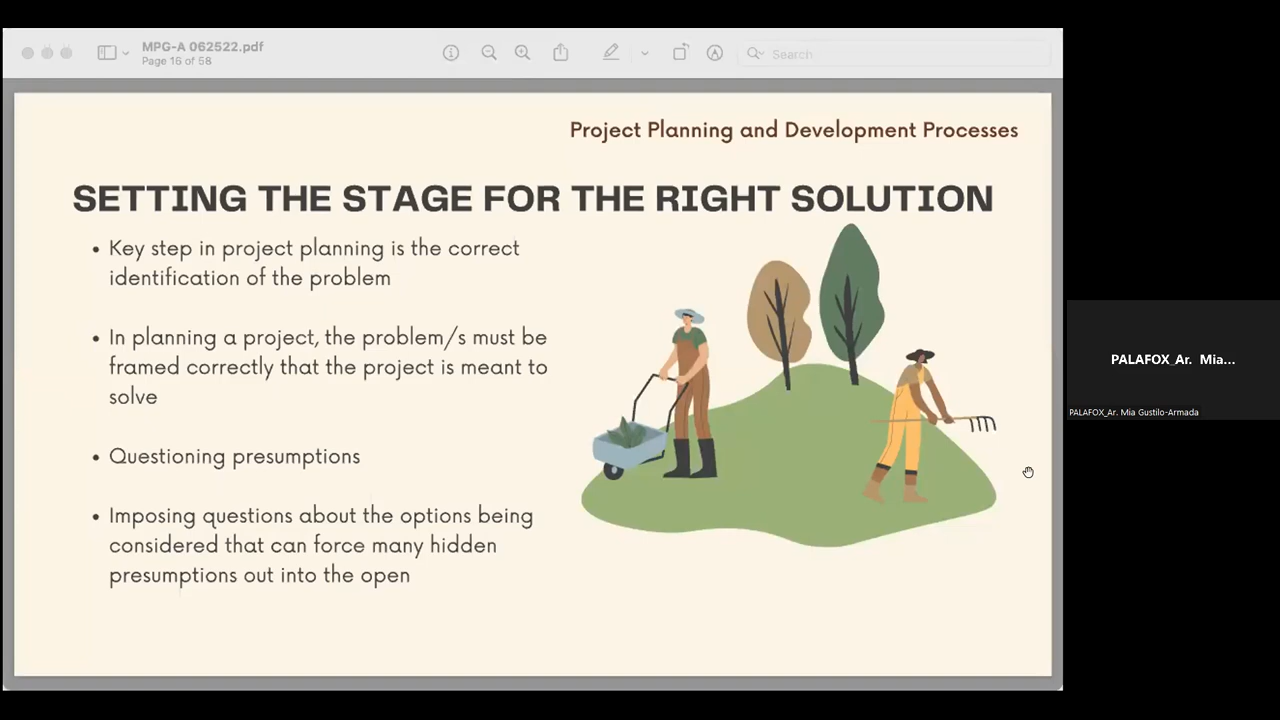 MPG-A 062522.pdf
Page 16 of 58
Search
Project Planning and Development Processes
SETTING THE STAGE FOR THE RIGHT SOLUTION
• Key step in project planning is the correct
identification of the problem
• In planning a project, the problem/s must be
framed correctly that the project is meant to
solve
• Questioning presumptions
• Imposing questions about the options being
considered that can force many hidden
presumptions out into the open
PALAFOX_Ar. Mia...
PALAFOX_Ar. Mia Gustilo-Armada